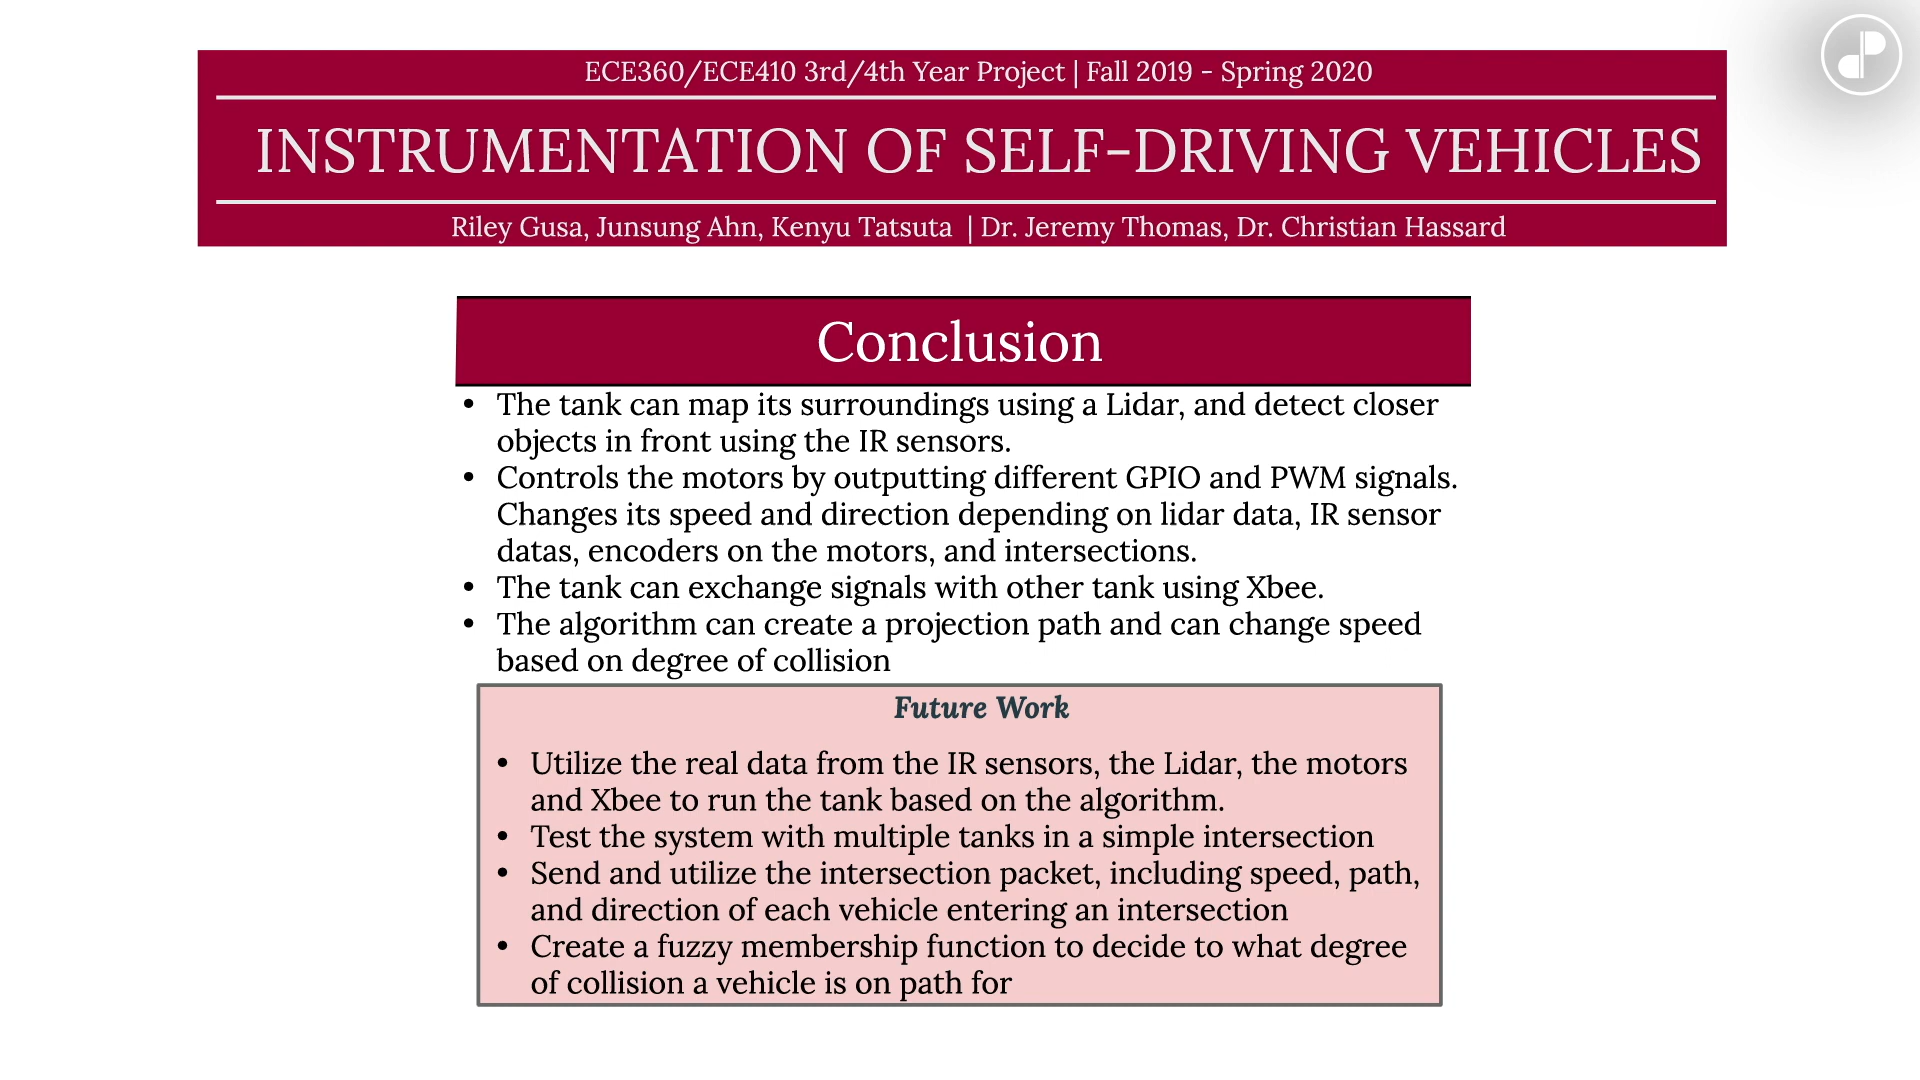 ECE360/ECE410 3rd/4th Year Project | Fall 2019 - Spring 2020
INSTRUMENTATION OF SELF-DRIVING VEHICLES
Riley Gusa, Junsung Ahn, Kenyu Tatsuta | Dr. Jeremy Thomas, Dr. Christian Hassard
Conclusion
• The tank can map its surroundings using a Lidar, and detect closer
objects in front using the IR sensors.
• Controls the motors by outputting different GPIO and PWM signals.
Changes its speed and direction depending on lidar data, IR sensor
datas, encoders on the motors, and intersections.
• The tank can exchange signals with other tank using Xbee.
• The algorithm can create a projection path and can change speed
based on degree of collision
Future Work
• Utilize the real data from the IR sensors, the Lidar, the motors
and Xbee to run the tank based on the algorithm.
• Test the system with multiple tanks in a simple intersection
• Send and utilize the intersection packet, including speed, path,
and direction of each vehicle entering an intersection
• Create a fuzzy membership function to decide to what degree
of collision a vehicle is on path for